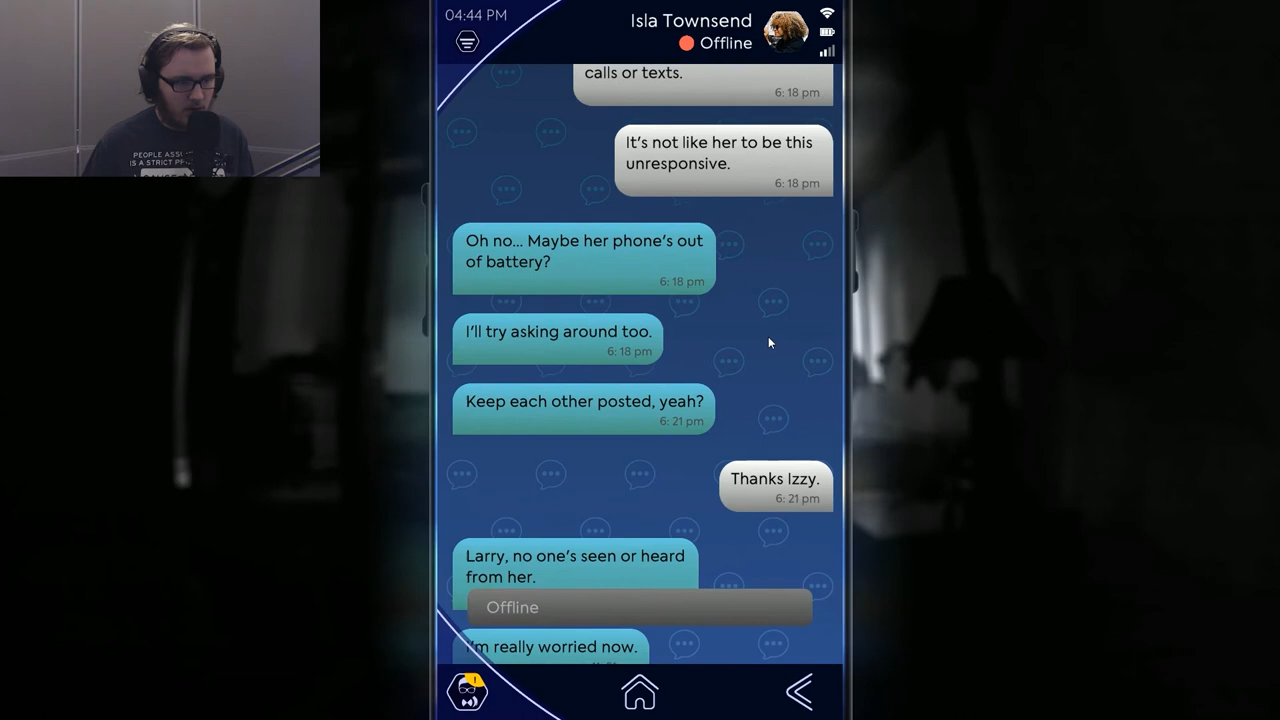 04:44 PM
Isla Townsend
Offline
calls or texts.
6: 18 pm
It's not like her to be this
unresponsive.
6: 18 pm
Oh no... Maybe her phone's out
of battery?
6: 18 pm
I'll try asking around too.
6: 18 pm
Keep each other posted, yeah?
6: 21 pm
Thanks Izzy.
6: 21 pm
Larry, no one's seen or heard
from her.
Offline
I'm really worried now.
PEOPLE
IS A STRICT